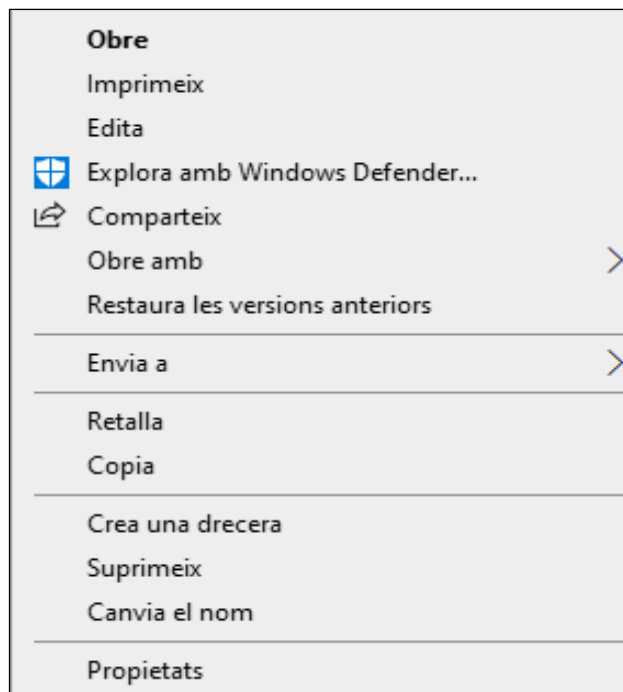 Obre
Imprimeix
Edita
Explora amb Windows Defender...
Comparteix
Obre amb
Restaura les versions anteriors
Envia a
Retalla
Copia
Crea una drecera
Suprimeix
Canvia el nom
Propietats